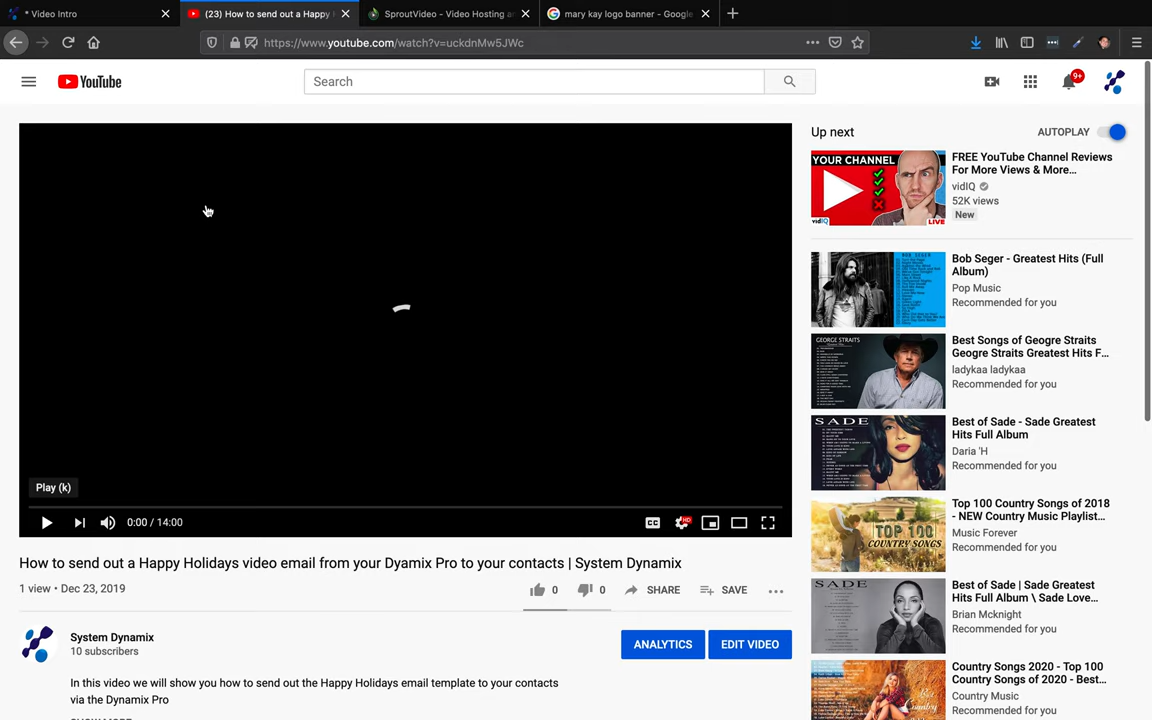 * Video Intro
(23) How to send out a Happy H
SproutVideo - Video Hosting a
mary kay logo banner - Google
https://www.youtube.com/watch?v=uckdnMw5JWc
YouTube
Search
9+
Up next
AUTOPLAY
YOUR CHANNEL
vidIQ
LIVE
FREE YouTube Channel Reviews
For More Views & More...
vidIQ
52K views
New
Bob Seger - Greatest Hits (Full
Album)
Pop Music
Recommended for you
GEORGE STRAITS
Best Songs of Geogre Straits
Geogre Straits Greatest Hits F...
ladykaa ladykaa
Recommended for you
SADE
Best of Sade - Sade Greatest
Hits Full Album
Daria 'H
Recommended for you
TOP 100
COUNTRY SONGS
Top 100 Country Songs of 2018
- NEW Country Music Playlist...
Music Forever
Recommended for you
SADE
Best of Sade | Sade Greatest
Hits Full Album \ Sade Love...
Brian Mcknight
Recommended for you
Country Songs 2020 - Top 100
Country Songs of 2020 - Best...
Country Music
Recommended for you
Play (k)
0:00 / 14:00
CC
HD
How to send out a Happy Holidays video email from your Dyamix Pro to your contacts | System Dynamix
1 view • Dec 23, 2019
0
0
SHARE
SAVE
System Dynamix
10 subscribers
ANALYTICS
EDIT VIDEO
In this video we will show you how to send out the Happy Holidays email template to your contacts
via the Dynamix Pro
SHOW MORE